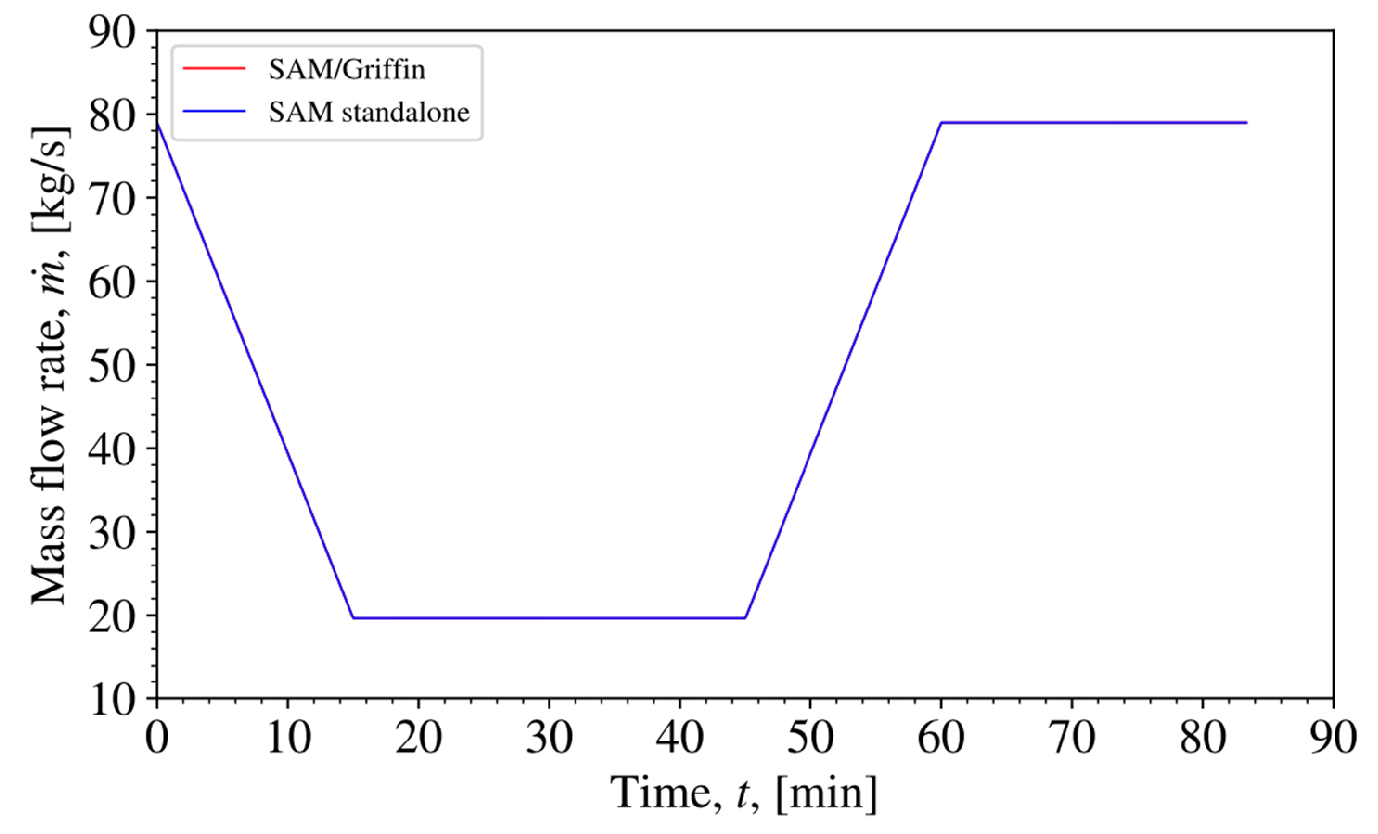 90
80
70
60
50
40
30
20
10
Mass flow rate, ṁ, [kg/s]
SAM/Griffin
SAM standalone
0 10 20 30 40 50 60 70 80 90
Time, t, [min]